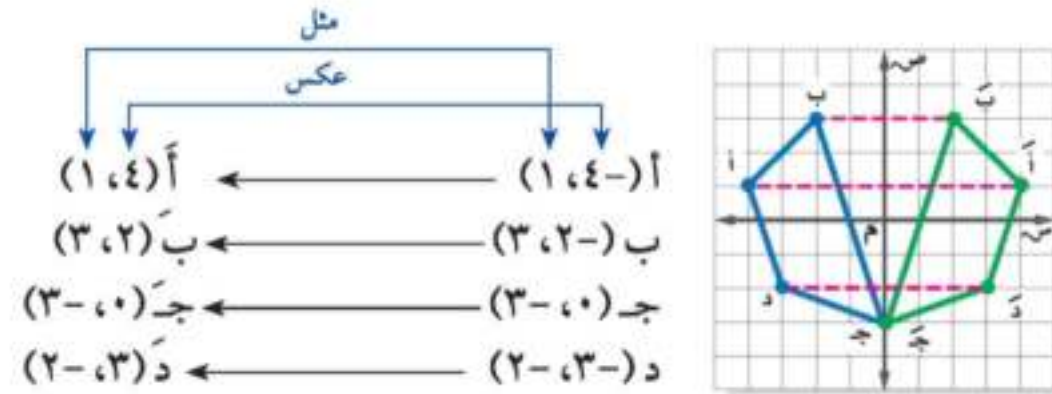 مثل
عكس
أ (-٤، ١) أَ (٤، ١)
ب (-٢، ٣) بَ (٢، ٣)
جـ (٠، -٣) جـَ (٠، -٣)
د (-٣، -٢) دَ (٣، -٢)
ص
ب بَ
أ أَ
م س
د دَ
جـ جـَ